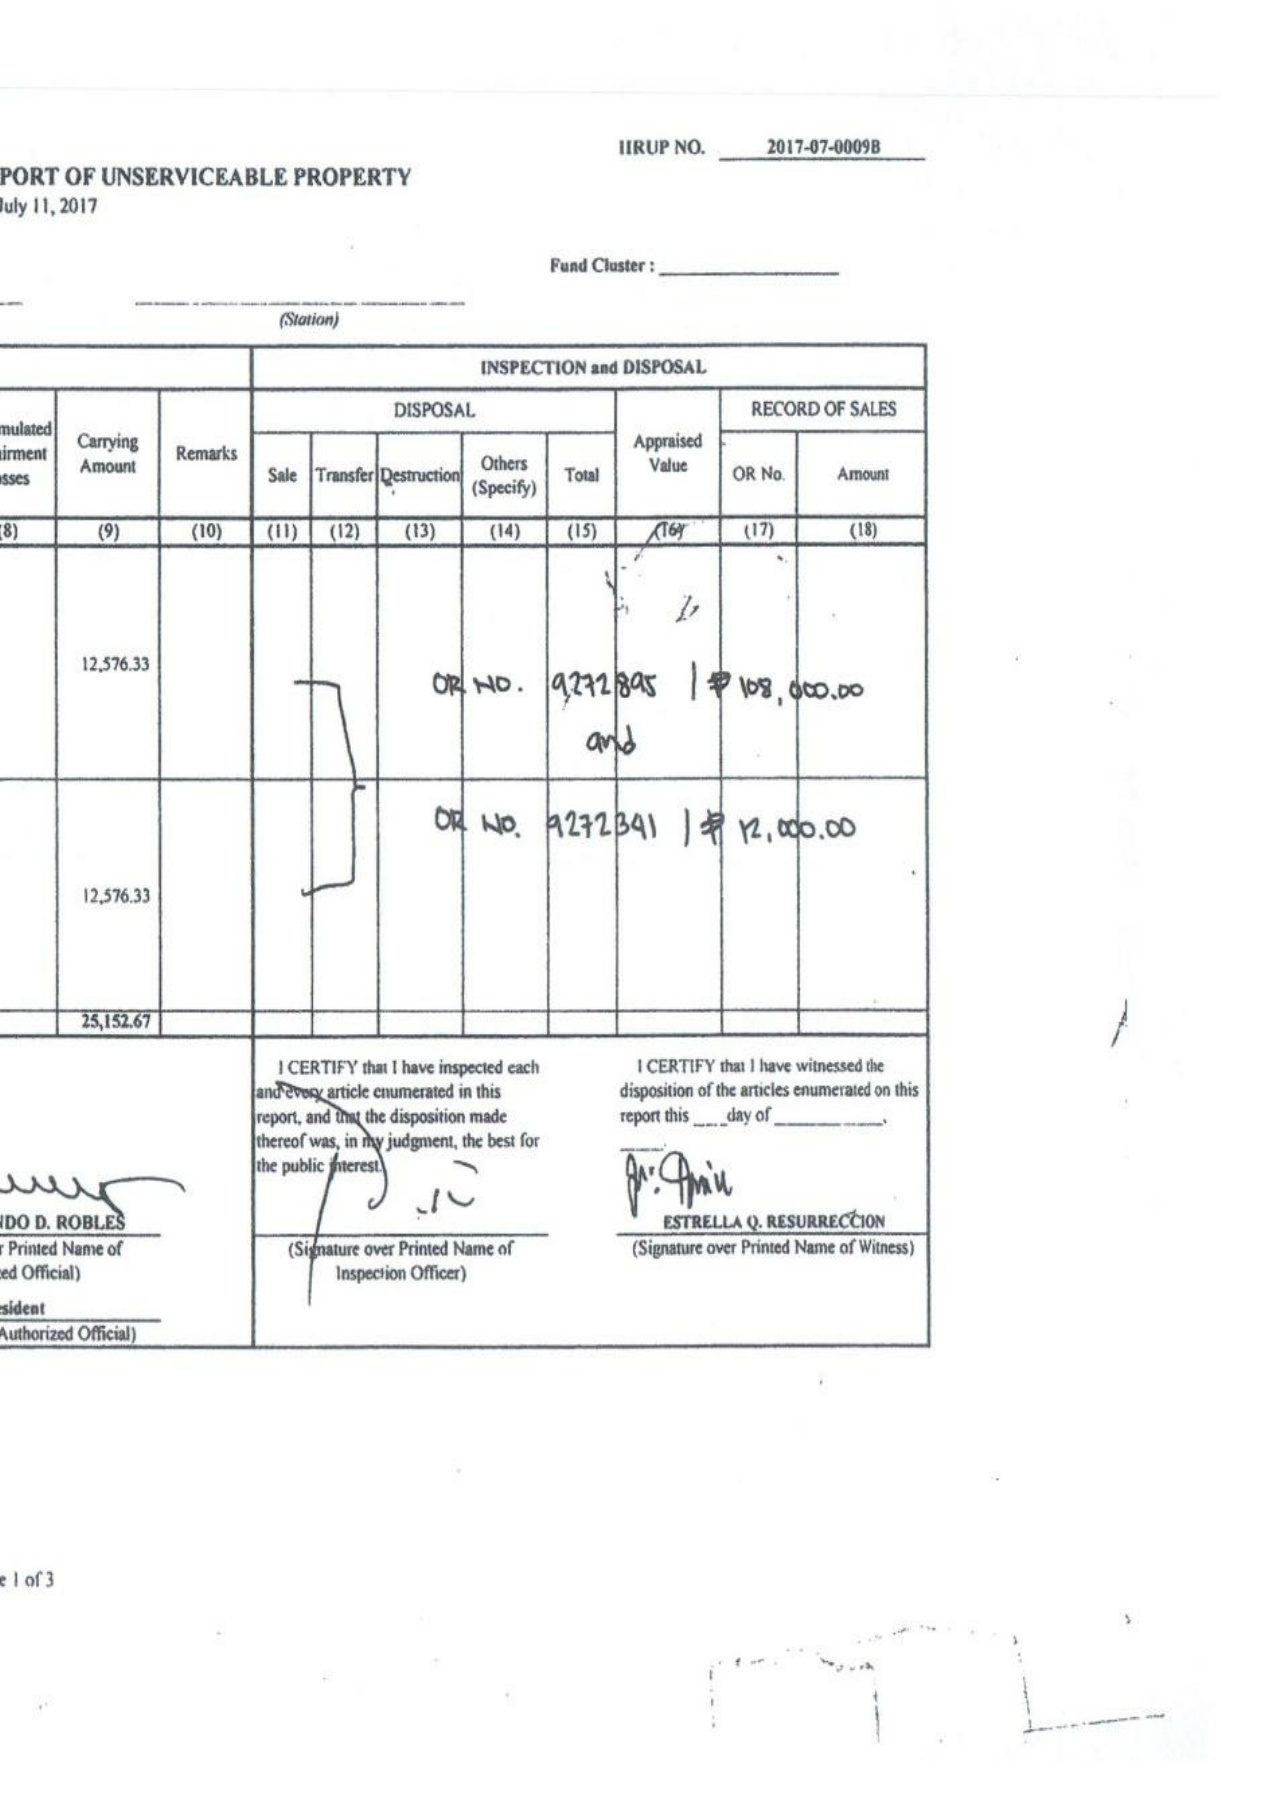 IIRUP NO. 2017-07-0009B
PORT OF UNSERVICEABLE PROPERTY
July 11, 2017
Fund Cluster :
(Station)
INSPECTION and DISPOSAL
DISPOSAL
RECORD OF SALES
mulated
irment
sses
Carrying
Amount
Remarks
Sale
Transfer
Destruction
Others
(Specify)
Total
Appraised
Value
OR No.
Amount
(8) (9) (10) (11) (12) (13) (14) (15) (16) (17) (18)
12,576.33
OR NO. 9272895 | ₱ 108,000.00
and
OR NO. 9272341 | ₱ 12,000.00
12,576.33
25,152.67
I CERTIFY that I have inspected each
and every article enumerated in this
report, and that the disposition made
thereof was, in my judgment, the best for
the public interest.
I CERTIFY that I have witnessed the
disposition of the articles enumerated on this
report this ____day of ____________,
NDO D. ROBLES
r Printed Name of
ed Official)
esident
Authorized Official)
(Signature over Printed Name of
Inspection Officer)
ESTRELLA Q. RESURRECCION
(Signature over Printed Name of Witness)
e 1 of 3